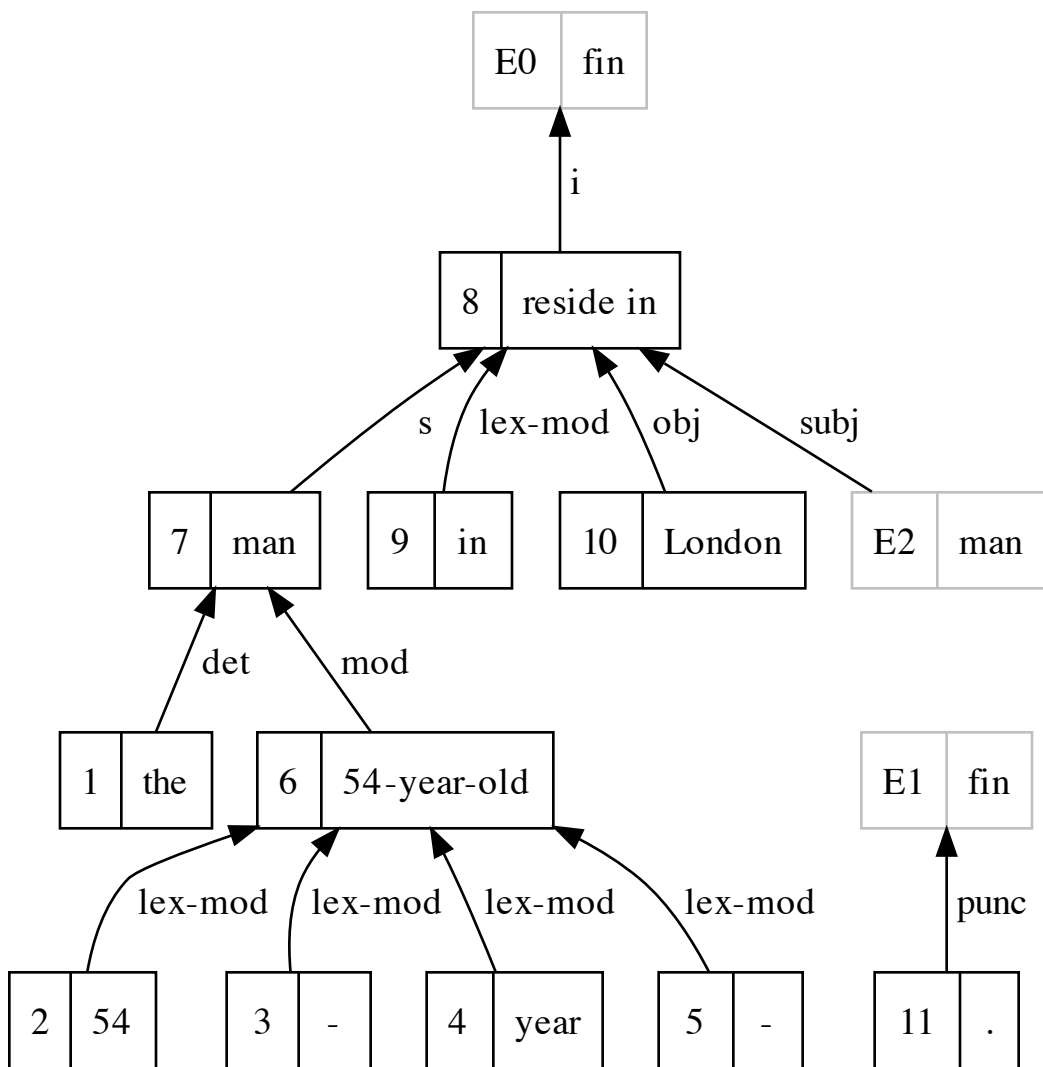 E0 fin
i
8 reside in
s lex-mod obj subj
7 man 9 in 10 London E2 man
det mod
1 the 6 54-year-old E1 fin
lex-mod lex-mod lex-mod lex-mod punc
2 54 3 - 4 year 5 - 11 .